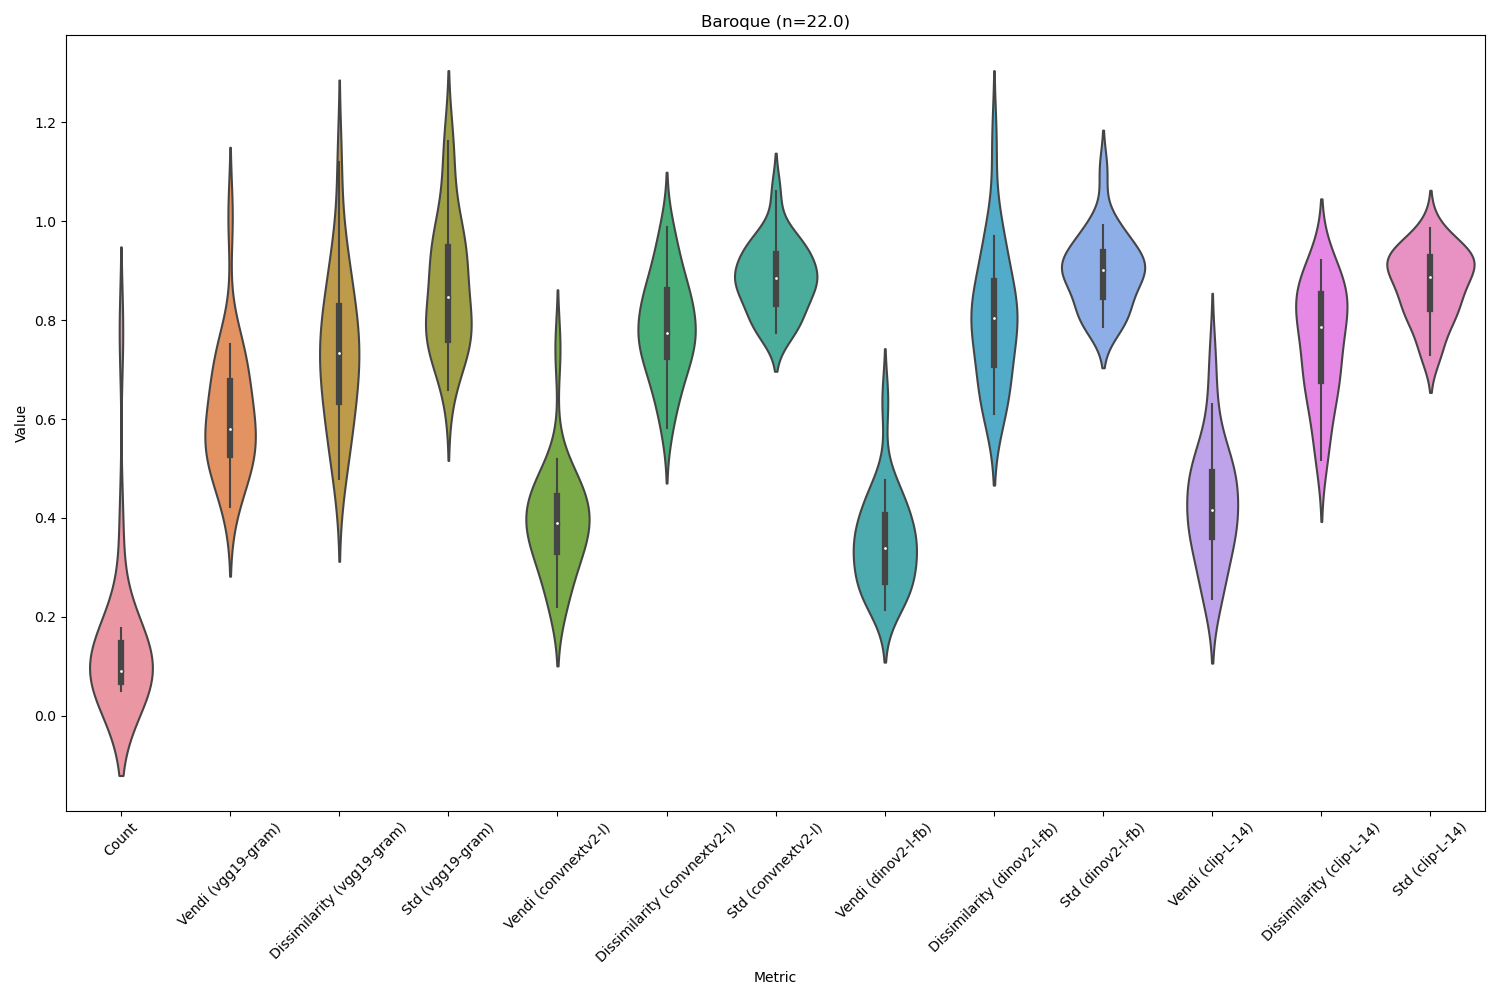 Baroque (n=22.0)
Value
1.2
1.0
0.8
0.6
0.4
0.2
0.0
Count
Vendi (vgg19-gram)
Dissimilarity (vgg19-gram)
Std (vgg19-gram)
Vendi (convnextv2-l)
Dissimilarity (convnextv2-l)
Std (convnextv2-l)
Vendi (dinov2-l-fb)
Dissimilarity (dinov2-l-fb)
Std (dinov2-l-fb)
Vendi (clip-L-14)
Dissimilarity (clip-L-14)
Std (clip-L-14)
Metric